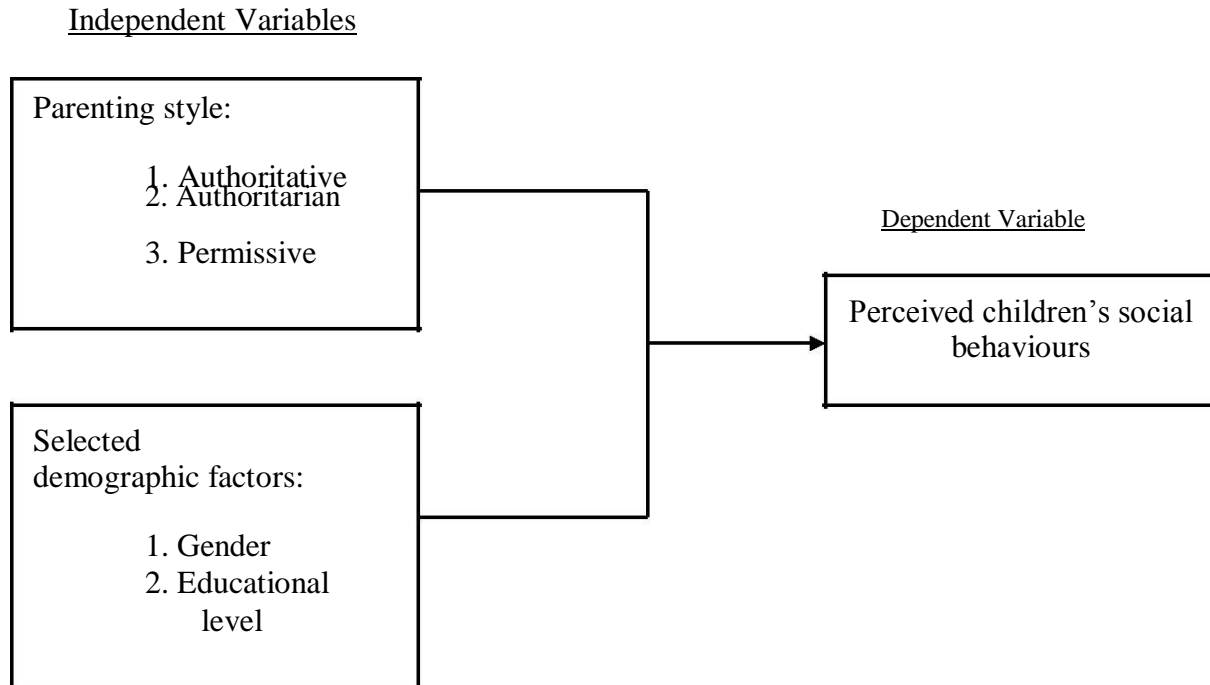 Independent Variables
Parenting style:
1. Authoritative
2. Authoritarian
3. Permissive
Selected
demographic factors:
1. Gender
2. Educational
level
Dependent Variable
Perceived children’s social
behaviours